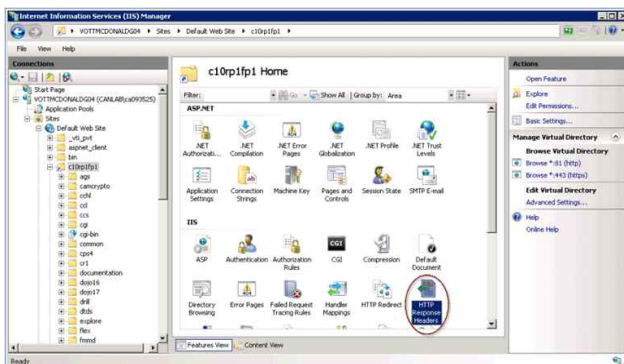 Internet Information Services (IIS) Manager
VOTTMCDONALDG04 Sites Default Web Site c10rp1fp1
File View Help
Connections
Start Page
VOTTMCDONALDG04 (CANLAB\ca093525)
Application Pools
Sites
Default Web Site
_vti_pvt
aspnet_client
bin
c10rp1fp1
ags
camcrypto
cchl
ccl
ccs
cgi
cgi-bin
common
cps4
cr1
documentation
dojo16
dojo17
drill
dtds
explore
flex
fmmd
c10rp1fp1 Home
Filter: Go Show All Group by: Area
ASP.NET
.NET Authorizati...
.NET Compilation
.NET Error Pages
.NET Globalization
.NET Profile
.NET Trust Levels
Application Settings
Connection Strings
Machine Key
Pages and Controls
Session State
SMTP E-mail
IIS
ASP
Authentication
Authorization Rules
CGI
CGI
Compression
Default Document
Directory Browsing
Error Pages
Failed Request Tracing Rules
Handler Mappings
HTTP Redirect
HTTP Response Headers
Features View Content View
Actions
Open Feature
Explore
Edit Permissions...
Basic Settings...
Manage Virtual Directory
Browse Virtual Directory
Browse *:81 (http)
Browse *:443 (https)
Edit Virtual Directory
Advanced Settings...
Help
Online Help
Ready